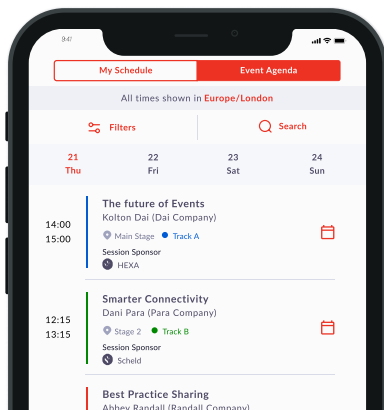 9:41
My Schedule
Event Agenda
All times shown in Europe/London
Filters
Search
21
Thu
22
Fri
23
Sat
24
Sun
14:00
15:00
The future of Events
Kolton Dai (Dai Company)
Main Stage Track A
Session Sponsor
HEXA
12:15
13:15
Smarter Connectivity
Dani Para (Para Company)
Stage 2 Track B
Session Sponsor
Scheld
Best Practice Sharing
Abbey Randall (Randall Company)